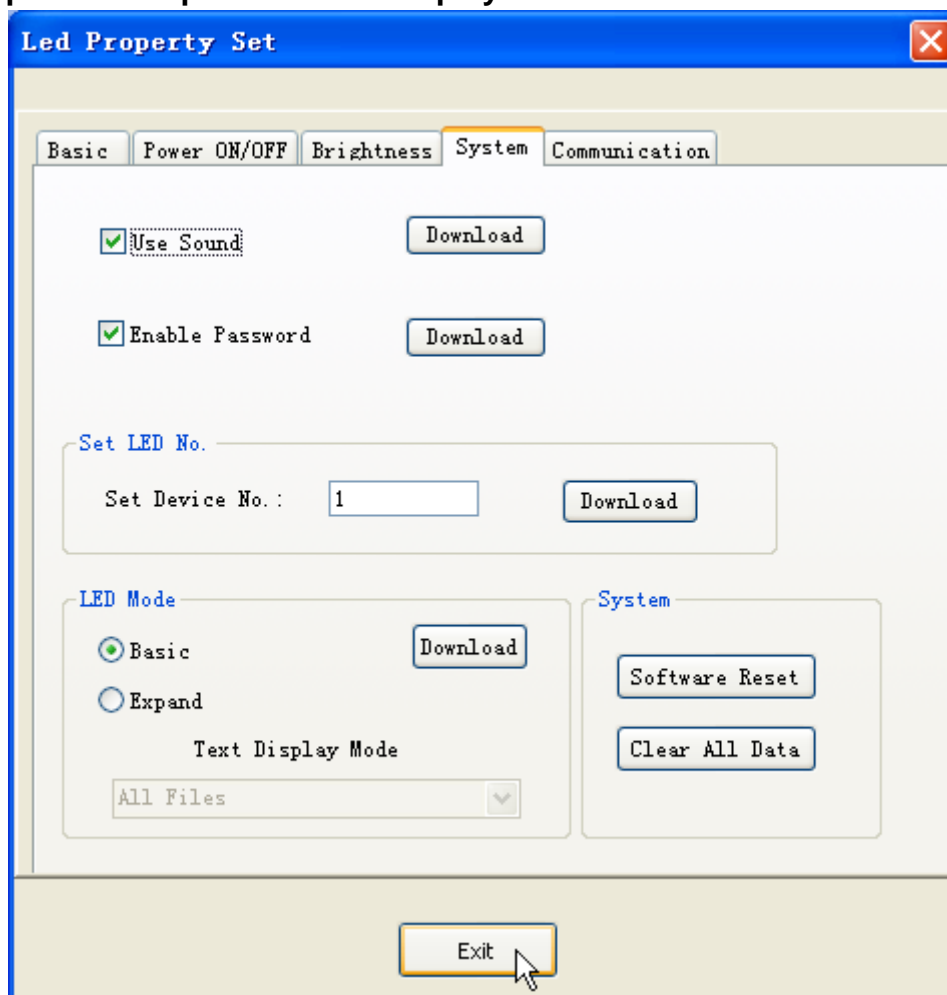 Led Property Set
Basic Power ON/OFF Brightness System Communication
Use Sound Download
Enable Password Download
Set LED No.
Set Device No.: 1 Download
LED Mode System
Basic Download
Software Reset
Expand
Text Display Mode Clear All Data
All Files
Exit